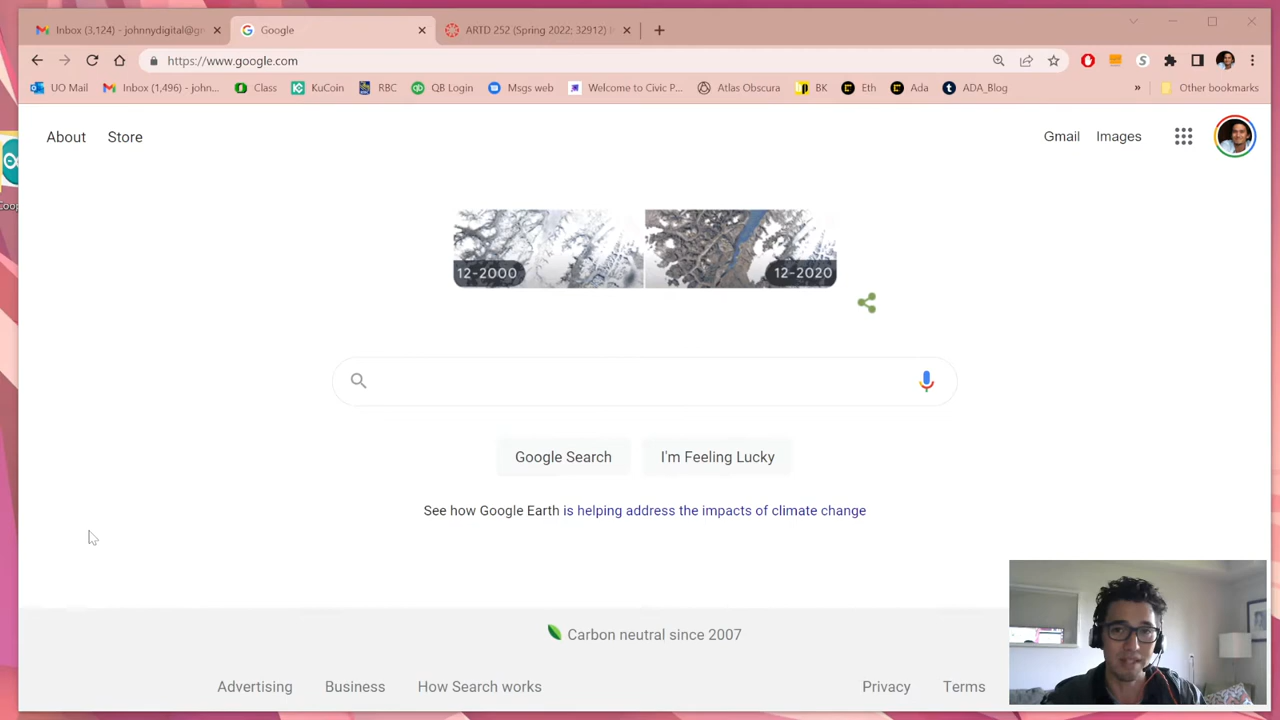 Inbox (3,124) - johnnydigital@gr
Google
ARTD 252 (Spring 2022; 32912)
https://www.google.com
UO Mail
Inbox (1,496) - john...
Class
KuCoin
RBC
QB Login
Msgs web
Welcome to Civic P...
Atlas Obscura
BK
Eth
Ada
ADA_Blog
»
Other bookmarks
About
Store
Gmail
Images
12-2000
12-2020
Google Search
I'm Feeling Lucky
See how Google Earth is helping address the impacts of climate change
Carbon neutral since 2007
Advertising
Business
How Search works
Privacy
Terms